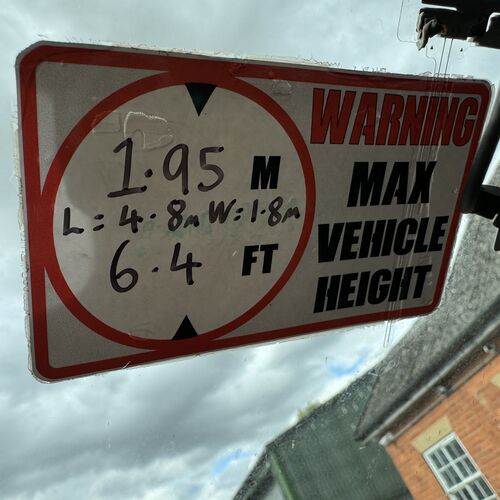 1.95 M
L = 4.8m W = 1.8m
6.4 FT
WARNING
MAX
VEHICLE
HEIGHT